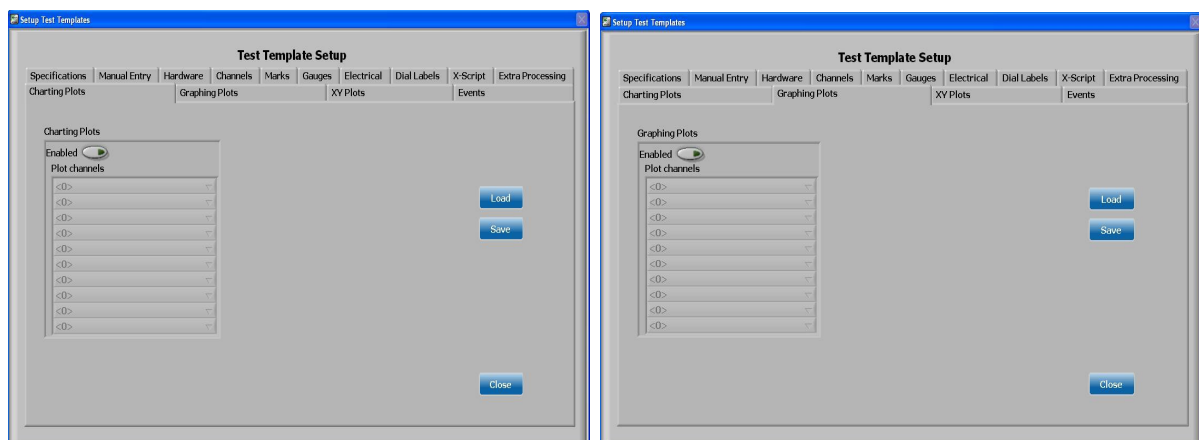 Setup Test Templates
Test Template Setup
Specifications Manual Entry Hardware Channels Marks Gauges Electrical Dial Labels X-Script Extra Processing
Charting Plots Graphing Plots XY Plots Events
Charting Plots
Enabled
Plot channels
<0>
<0>
<0>
<0>
<0>
<0>
<0>
<0>
<0>
<0>
Load
Save
Close
Setup Test Templates
Test Template Setup
Specifications Manual Entry Hardware Channels Marks Gauges Electrical Dial Labels X-Script Extra Processing
Charting Plots Graphing Plots XY Plots Events
Graphing Plots
Enabled
Plot channels
<0>
<0>
<0>
<0>
<0>
<0>
<0>
<0>
<0>
<0>
Load
Save
Close